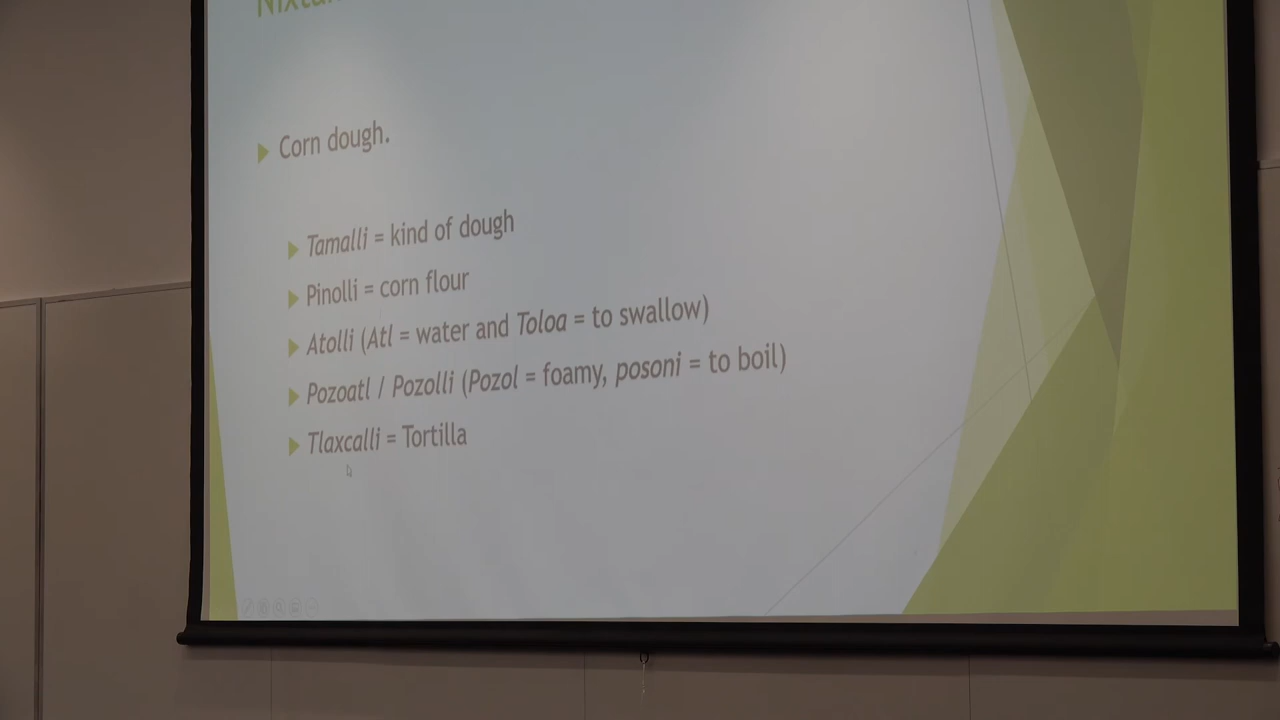 Corn dough.
Tamalli = kind of dough
Pinolli = corn flour
Atolli (Atl = water and Toloa = to swallow)
Pozoatl / Pozolli (Pozol = foamy, posoni = to boil)
Tlaxcalli = Tortilla